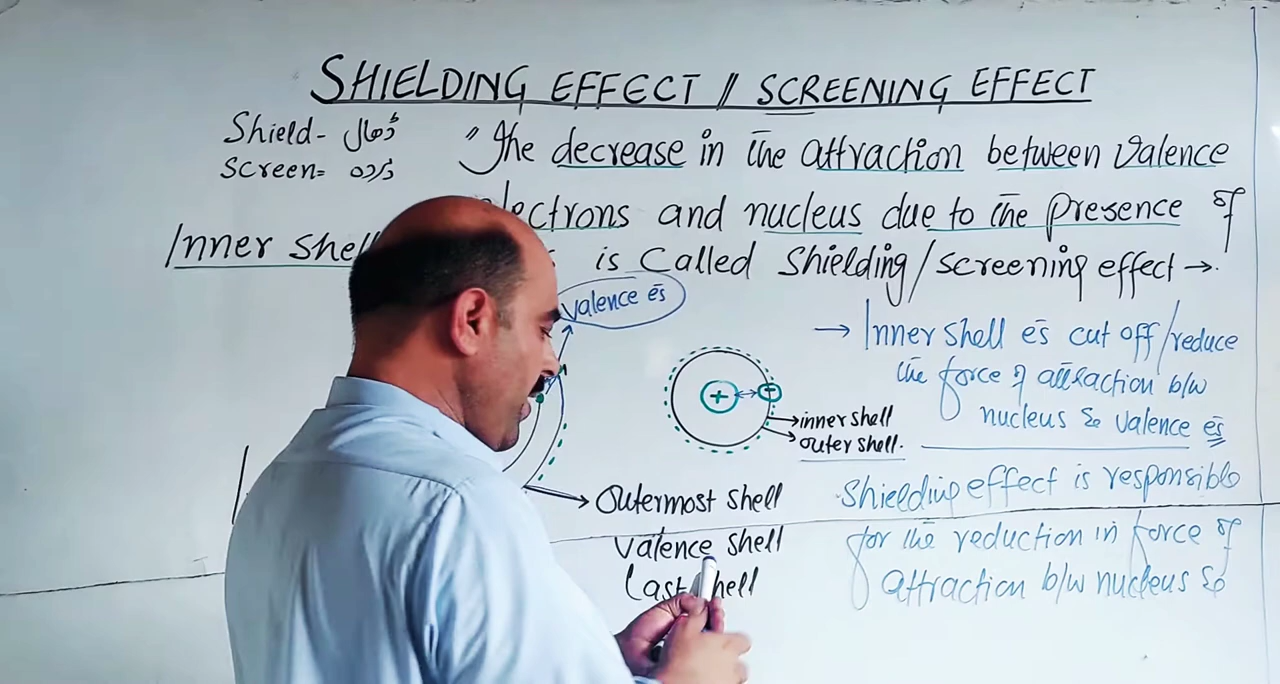 SHIELDING EFFECT // SCREENING EFFECT
Shield - ڈھال
Screen = پردہ
"The decrease in the attraction between valence
electrons and nucleus due to the presence of
Inner shell is called shielding/screening effect →.
valence es
→ Inner shell es cut off/reduce
the force of attraction b/w
nucleus & valence es
+
inner shell
outer shell.
Outermost shell
Valence shell
Last shell
Shielding effect is responsible
for the reduction in force of
attraction b/w nucleus &